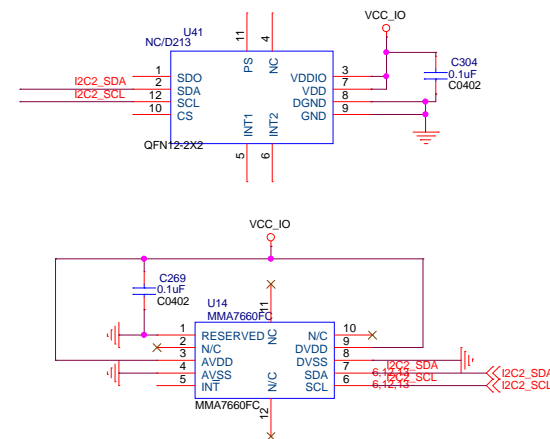 U41
NC/D213
11
4
VCC_IO
PS
NC
C304
0.1uF
C0402
1 SDO VDDIO 3
I2C2_SDA 2 SDA VDD 7
I2C2_SCL 12 SCL DGND 8
10 CS GND 9
INT1
INT2
QFN12-2X2
5
6
VCC_IO
C269
0.1uF
C0402
U14
MMA7660FC
11
NC
1 RESERVED N/C 10
2 N/C DVDD 9
3 AVDD DVSS 8
4 AVSS SDA 7 I2C2_SDA 6,12,13 I2C2_SDA
5 INT SCL 6 I2C2_SCL 6,12,13 I2C2_SCL
N/C
MMA7660FC
12